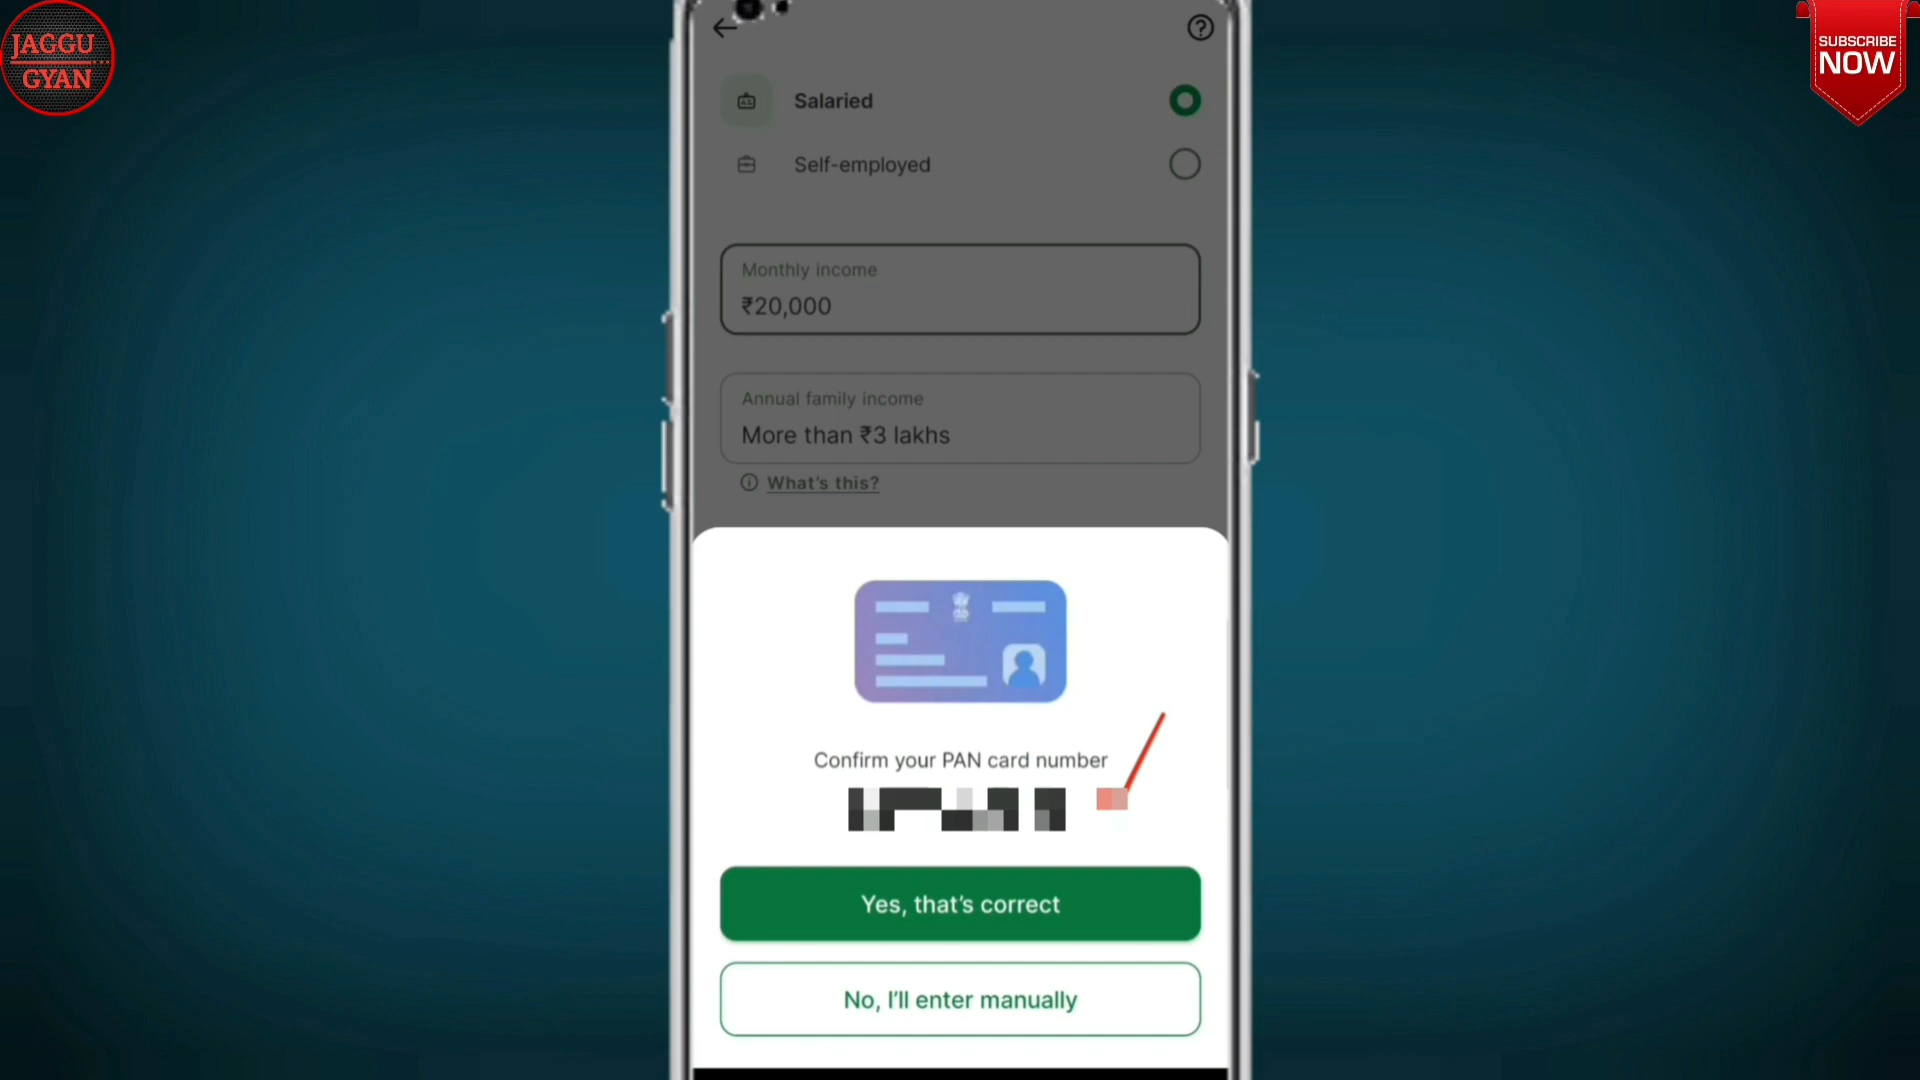 JAGGU
GYAN
SUBSCRIBE
NOW
Salaried
Self-employed
Monthly income
₹20,000
Annual family income
More than ₹3 lakhs
What's this?
Confirm your PAN card number
Yes, that's correct
No, I'll enter manually